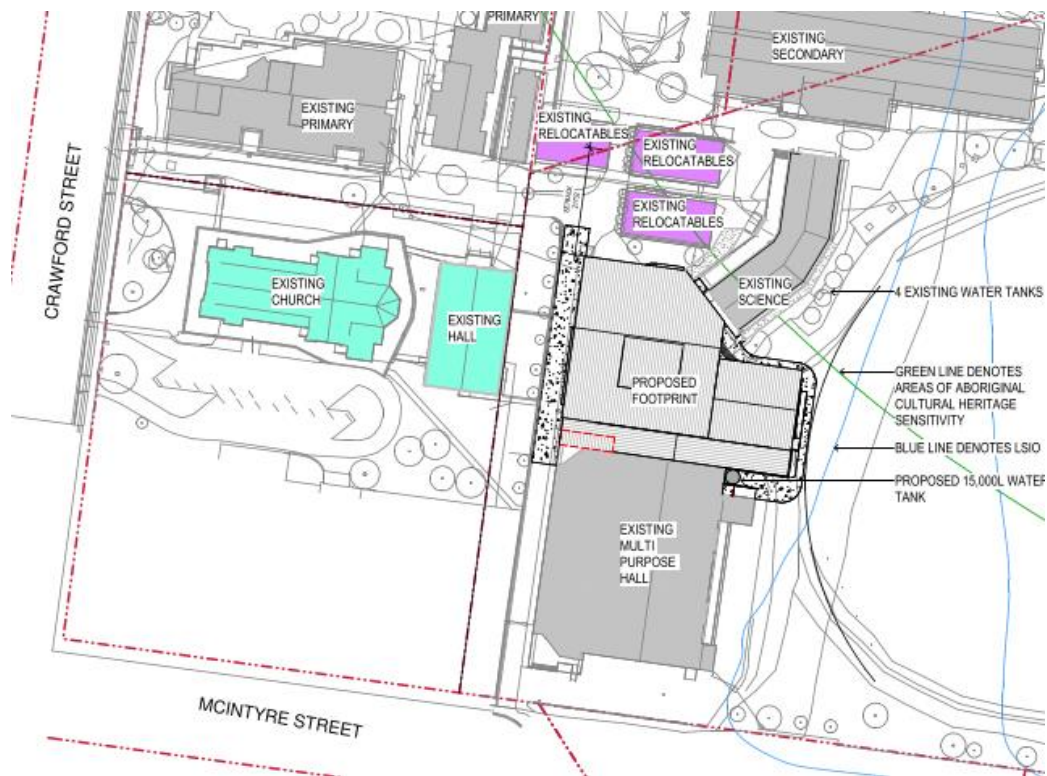 PRIMARY
EXISTING
SECONDARY
EXISTING
PRIMARY
EXISTING
RELOCATABLES
EXISTING
RELOCATABLES
EXISTING
RELOCATABLES
CRAWFORD STREET
EXISTING
CHURCH
EXISTING
HALL
EXISTING
SCIENCE
4 EXISTING WATER TANKS
PROPOSED
FOOTPRINT
GREEN LINE DENOTES
AREAS OF ABORIGINAL
CULTURAL HERITAGE
SENSITIVITY
BLUE LINE DENOTES LSIO
PROPOSED 15,000L WATER
TANK
EXISTING
MULTI
PURPOSE
HALL
MCINTYRE STREET